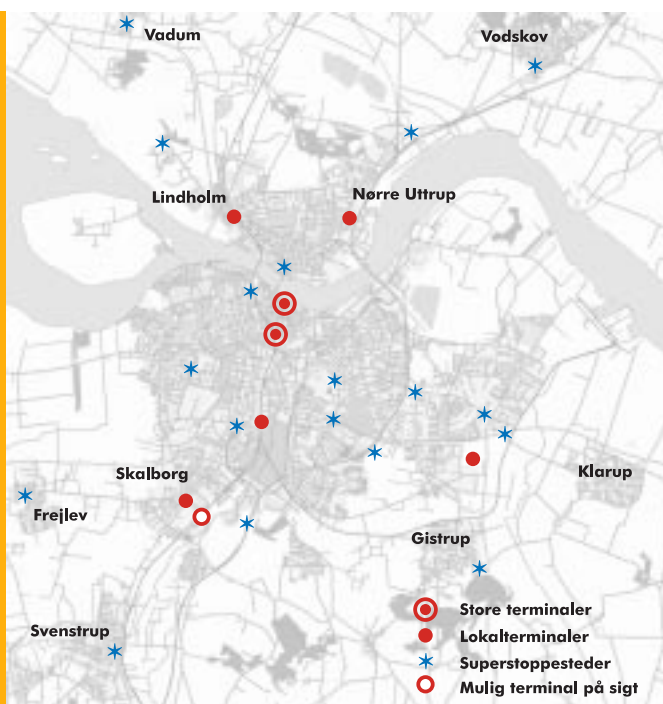 Vadum
Vodskov
Lindholm
Nørre Uttrup
Skalborg
Klarup
Frejlev
Gistrup
Svenstrup
Store terminaler
Lokalterminaler
Superstoppesteder
Mulig terminal på sigt